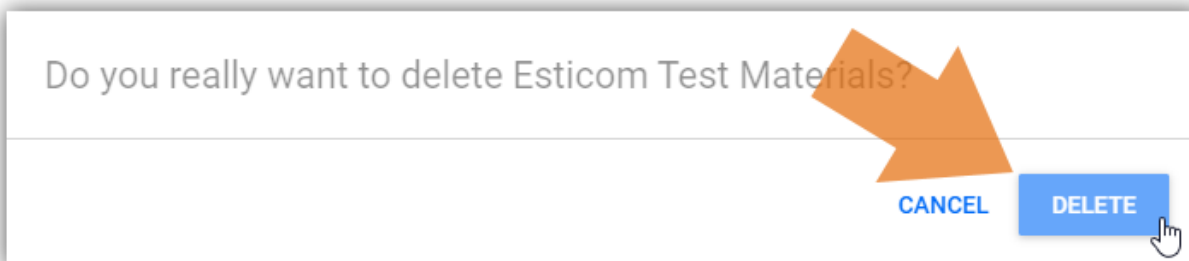 Do you really want to delete Esticom Test Materials?
CANCEL DELETE